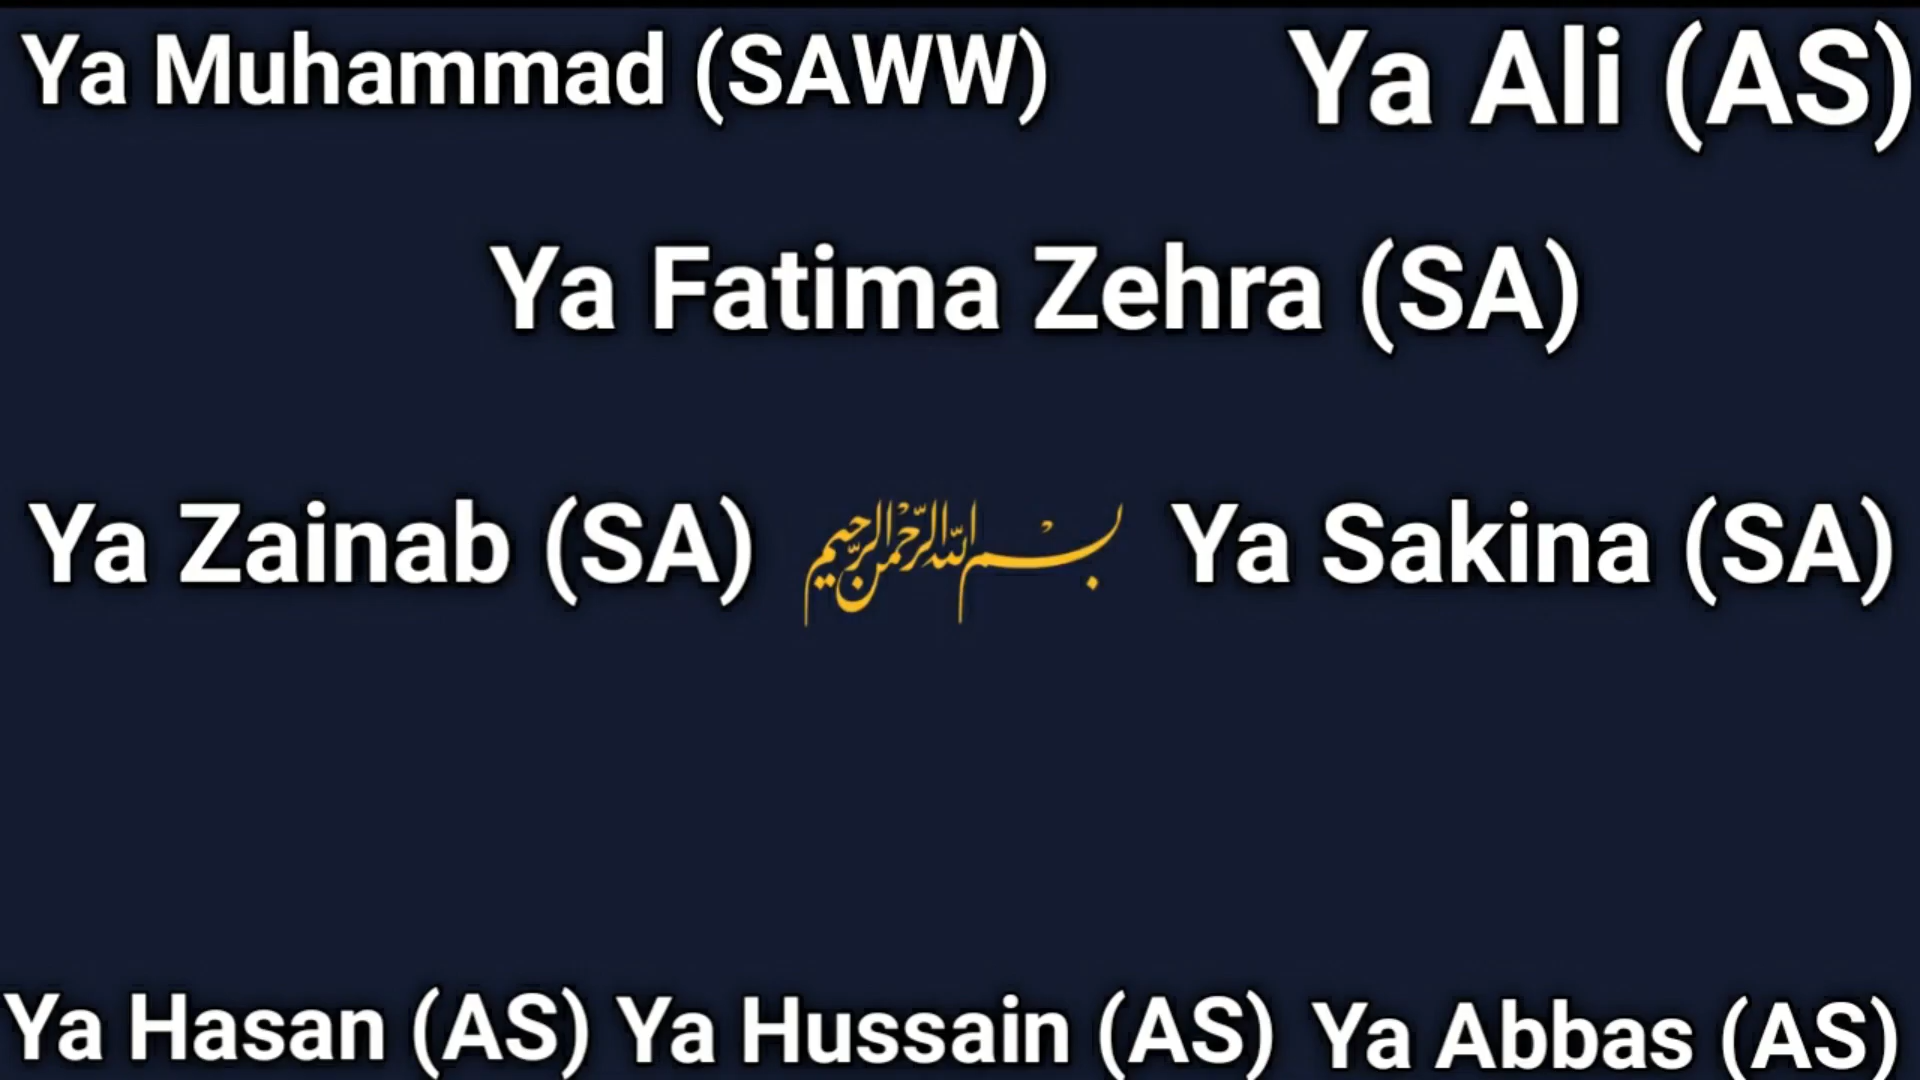 Ya Muhammad (SAWW) Ya Ali (AS)
Ya Fatima Zehra (SA)
Ya Zainab (SA) بسم الله الرحمن الرحيم Ya Sakina (SA)
Ya Hasan (AS) Ya Hussain (AS) Ya Abbas (AS)